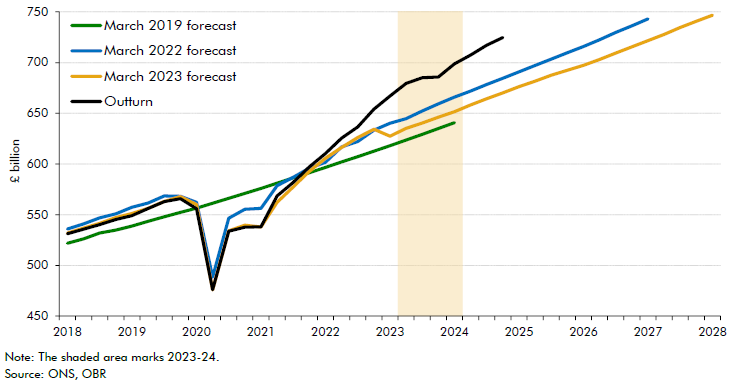 750
700
650
600
550
500
450
£ billion
March 2019 forecast
March 2022 forecast
March 2023 forecast
Outturn
2018 2019 2020 2021 2022 2023 2024 2025 2026 2027 2028
Note: The shaded area marks 2023-24.
Source: ONS, OBR